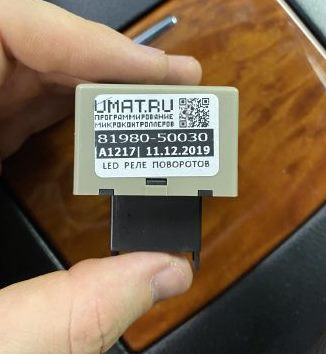 UMAT.RU
ПРОГРАММИРОВАНИЕ
МИКРОКОНТРОЛЛЕРОВ
81980-50030
A1217| 11.12.2019
LED РЕЛЕ ПОВОРОТОВ